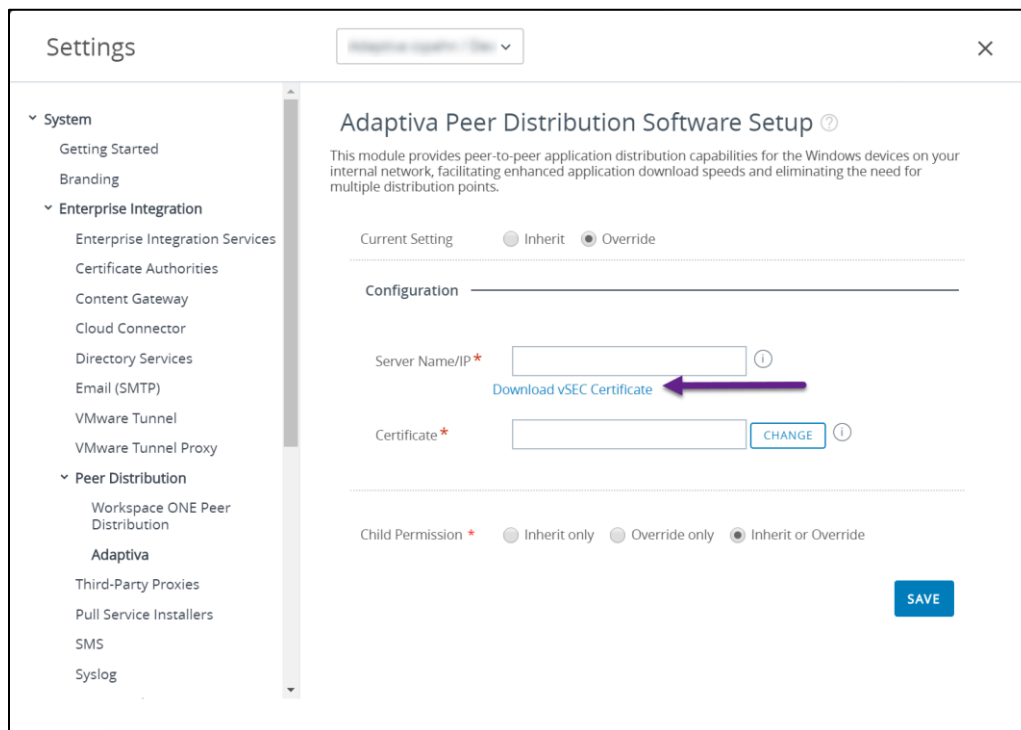 Settings
System
Getting Started
Branding
Enterprise Integration
Enterprise Integration Services
Certificate Authorities
Content Gateway
Cloud Connector
Directory Services
Email (SMTP)
VMware Tunnel
VMware Tunnel Proxy
Peer Distribution
Workspace ONE Peer
Distribution
Adaptiva
Third-Party Proxies
Pull Service Installers
SMS
Syslog
Adaptiva Peer Distribution Software Setup ?
This module provides peer-to-peer application distribution capabilities for the Windows devices on your
internal network, facilitating enhanced application download speeds and eliminating the need for
multiple distribution points.
Current Setting Inherit Override
Configuration
Server Name/IP* i
Download vSEC Certificate
Certificate* CHANGE i
Child Permission * Inherit only Override only Inherit or Override
SAVE